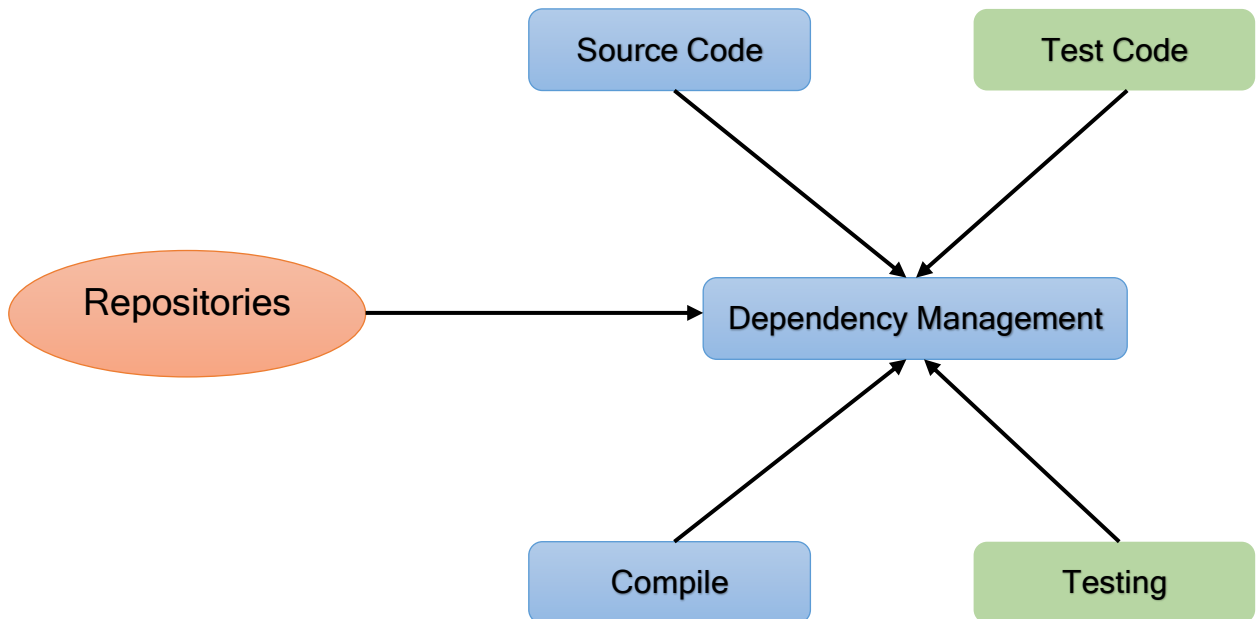 Source Code
Test Code
Repositories
Dependency Management
Compile
Testing